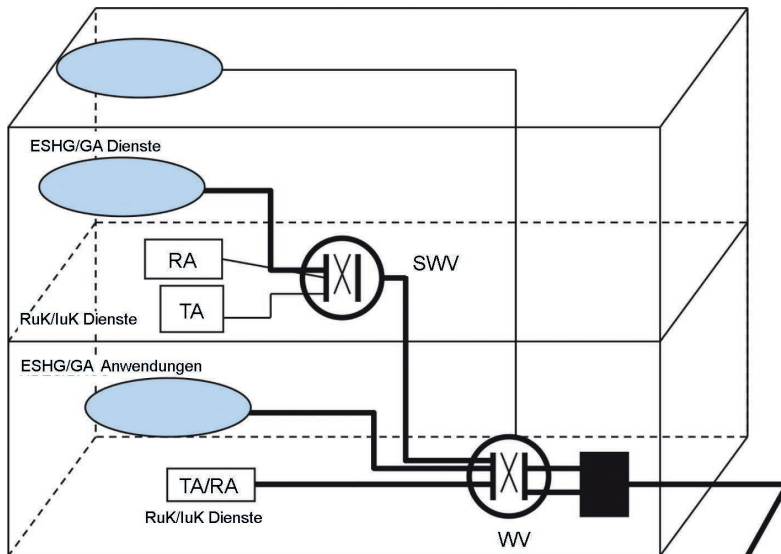 ESHG/GA Dienste
RA
SWV
TA
RuK/IuK Dienste
ESHG/GA Anwendungen
TA/RA
RuK/IuK Dienste
WV